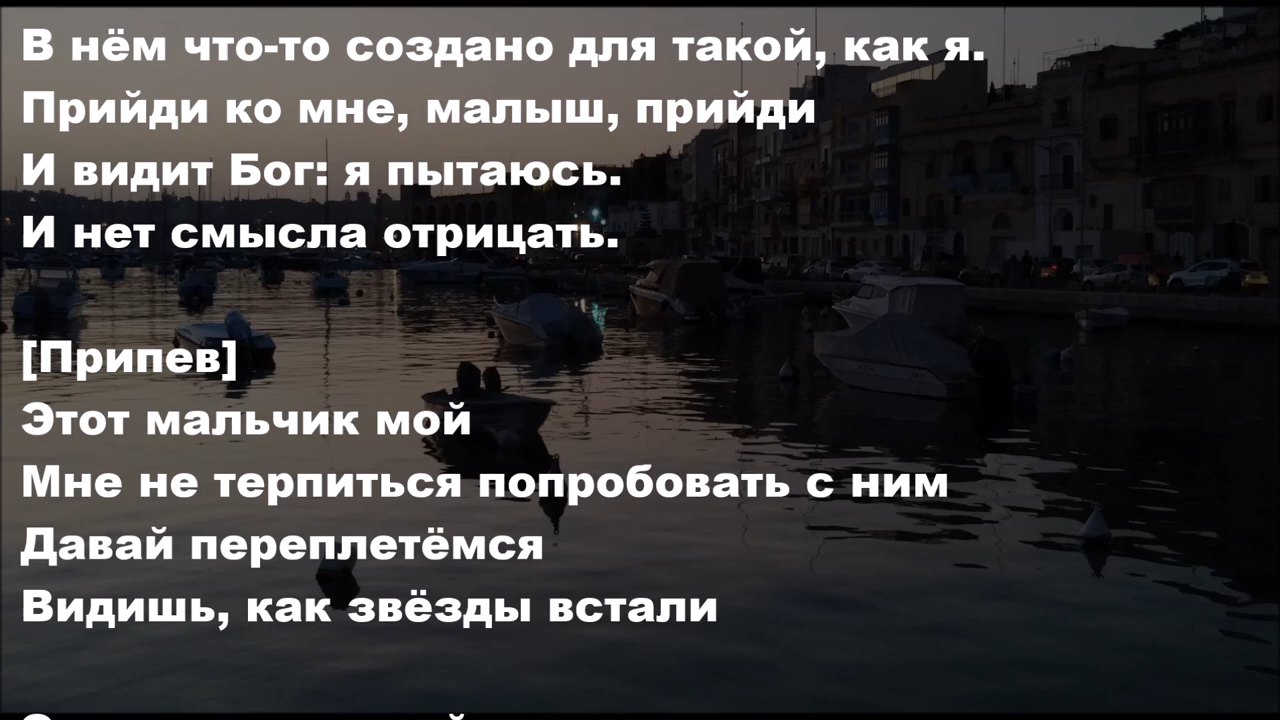 В нём что-то создано для такой, как я.
Прийди ко мне, малыш, прийди
И видит Бог: я пытаюсь.
И нет смысла отрицать.
[Припев]
Этот мальчик мой
Мне не терпиться попробовать с ним
Давай переплетёмся
Видишь, как звёзды встали